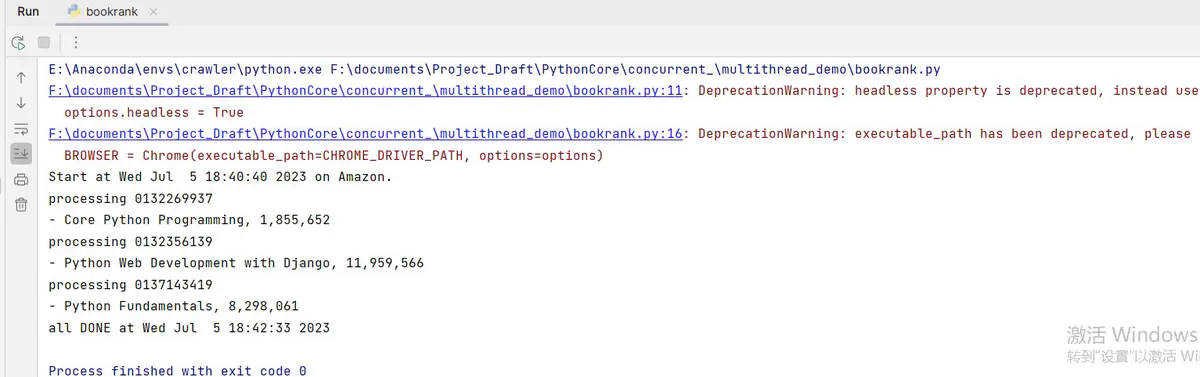 Run bookrank
E:\Anaconda\envs\crawler\python.exe F:\documents\Project_Draft\PythonCore\concurrent_\multithread_demo\bookrank.py
F:\documents\Project_Draft\PythonCore\concurrent_\multithread_demo\bookrank.py:11: DeprecationWarning: headless property is deprecated, instead use
options.headless = True
F:\documents\Project_Draft\PythonCore\concurrent_\multithread_demo\bookrank.py:16: DeprecationWarning: executable_path has been deprecated, please
BROWSER = Chrome(executable_path=CHROME_DRIVER_PATH, options=options)
Start at Wed Jul  5 18:40:40 2023 on Amazon.
processing 0132269937
- Core Python Programming, 1,855,652
processing 0132356139
- Python Web Development with Django, 11,959,566
processing 0137143419
- Python Fundamentals, 8,298,061
all DONE at Wed Jul  5 18:42:33 2023
激活 Windows
转到"设置"以激活 Wi
Process finished with exit code 0